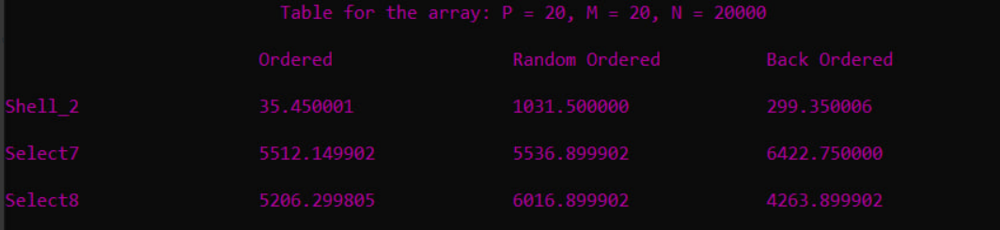 Table for the array: P = 20, M = 20, N = 20000
Ordered Random Ordered Back Ordered
Shell_2 35.450001 1031.500000 299.350006
Select7 5512.149902 5536.899902 6422.750000
Select8 5206.299805 6016.899902 4263.899902